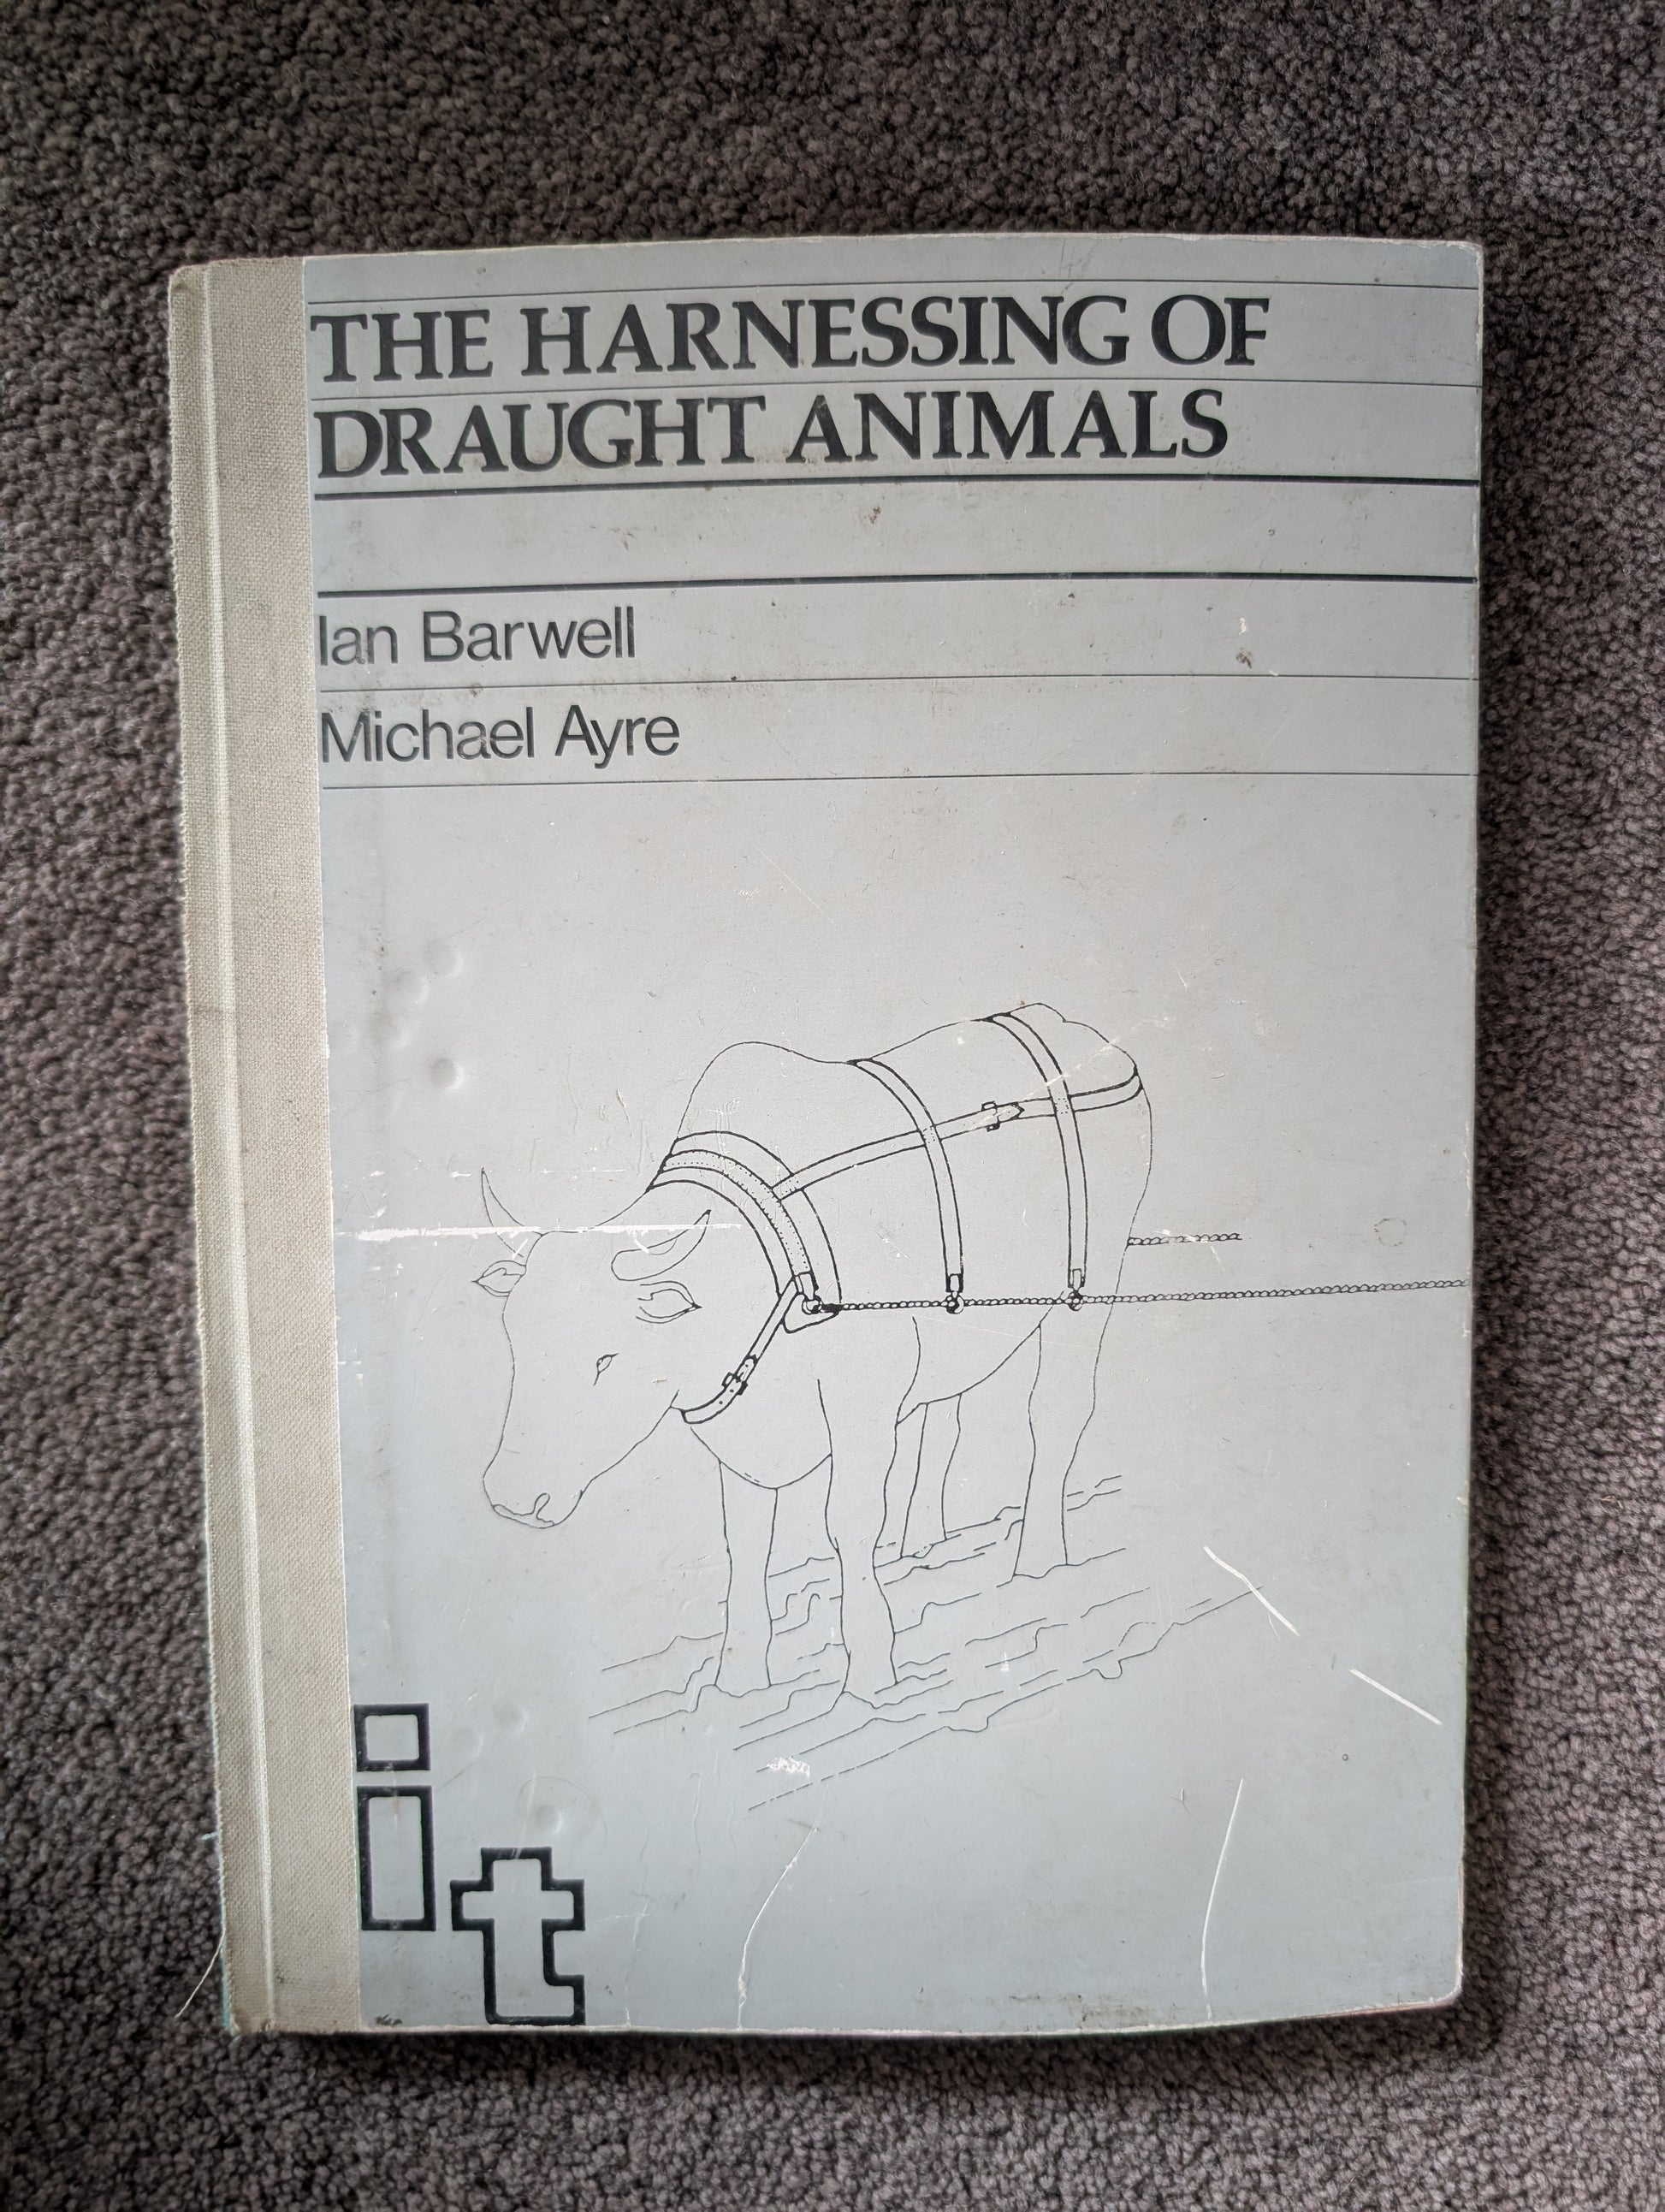 THE HARNESSING OF
DRAUGHT ANIMALS
Ian Barwell
Michael Ayre
it